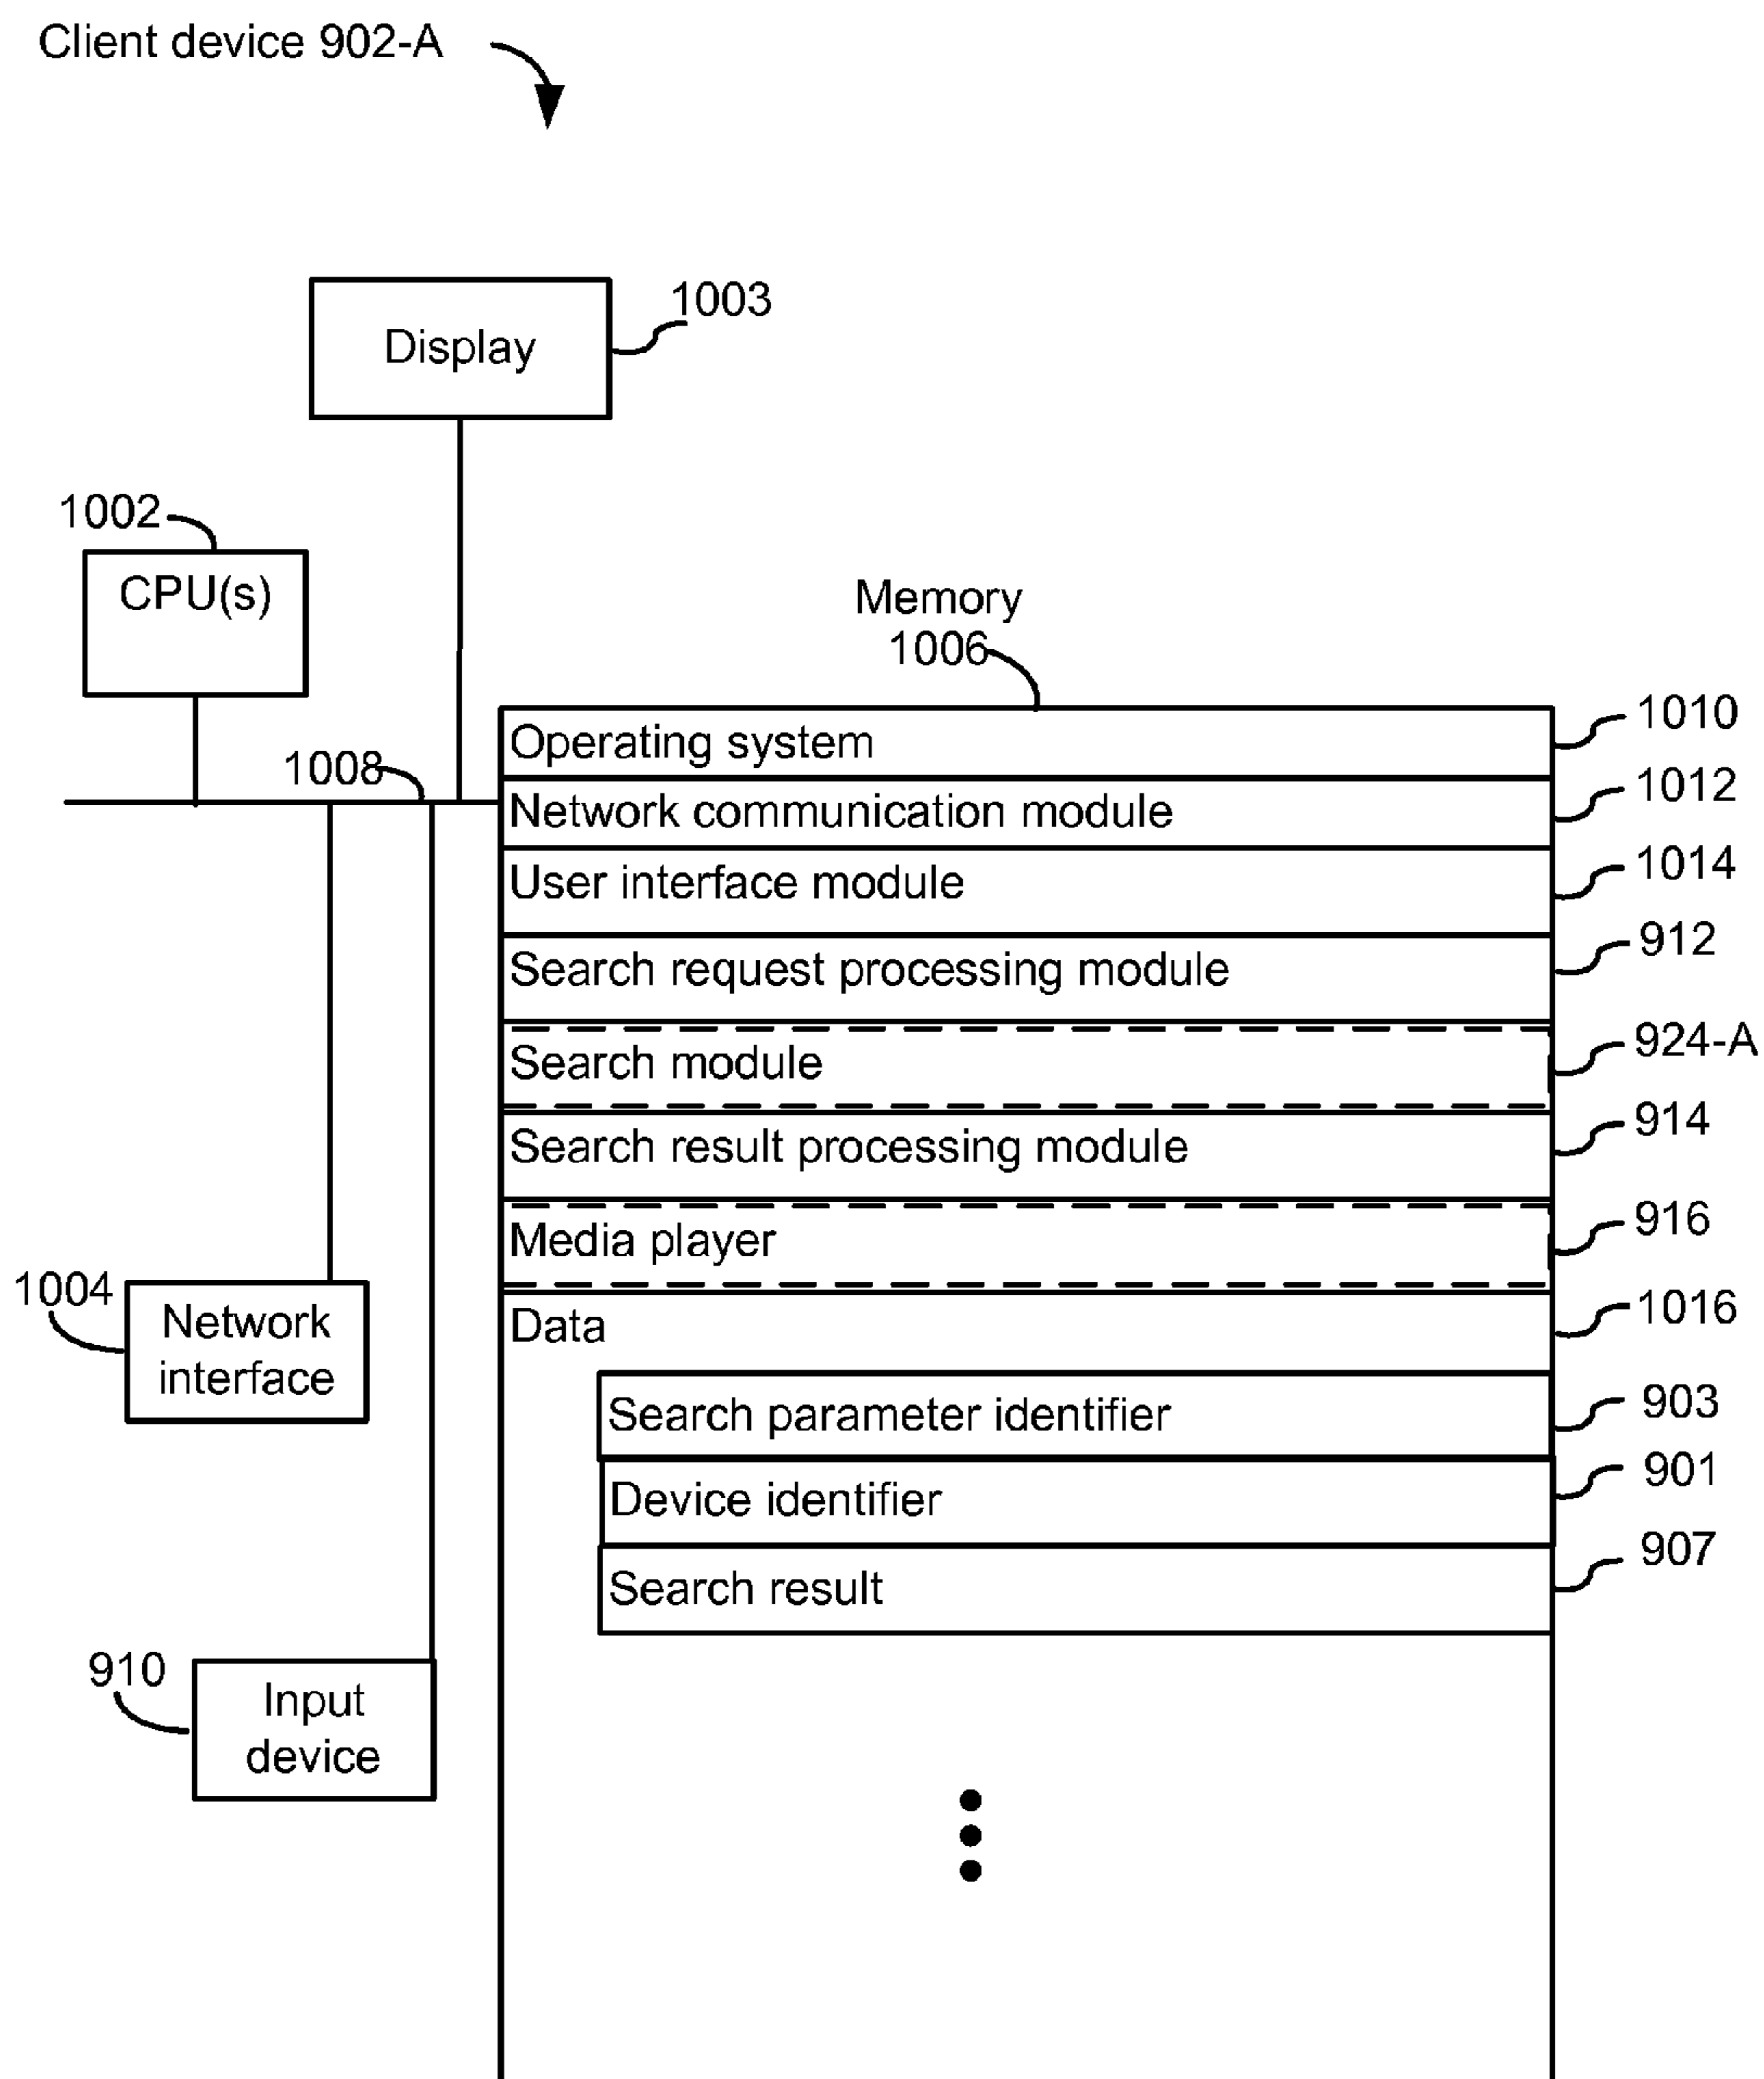 Client device 902-A
Display
1003
1002
CPU(s)
Memory
1006
1008
Operating system
1010
Network communication module
1012
User interface module
1014
Search request processing module
912
Search module
924-A
Search result processing module
914
Media player
916
Data
1016
1004
Network
interface
Search parameter identifier
903
Device identifier
901
Search result
907
910
Input
device